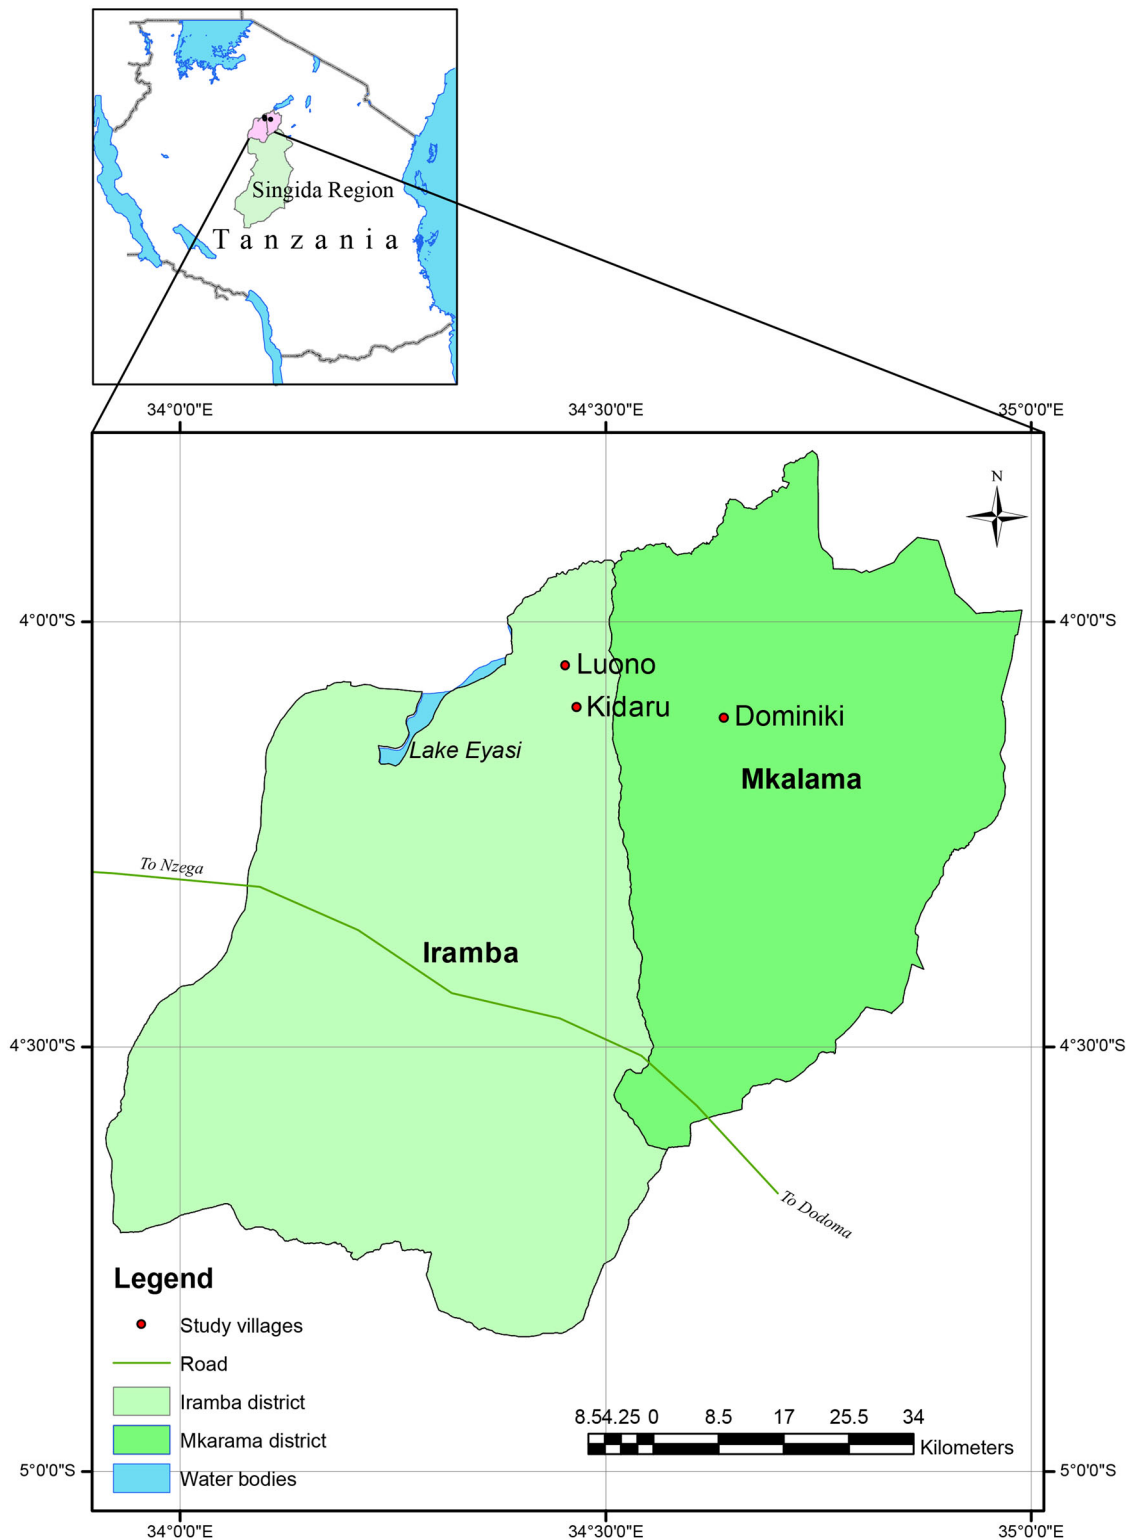 Singida Region
Tanzania
34°0'0"E
34°30'0"E
35°0'0"E
N
4°0'0"S
4°0'0"S
Luono
Kidaru
Dominiki
Lake Eyasi
Mkalama
To Nzega
Iramba
4°30'0"S
4°30'0"S
To Dodoma
Legend
Study villages
Road
Iramba district
Mkarama district
Water bodies
8.54.25 0 8.5 17 25.5 34
Kilometers
5°0'0"S
5°0'0"S
34°0'0"E
34°30'0"E
35°0'0"E